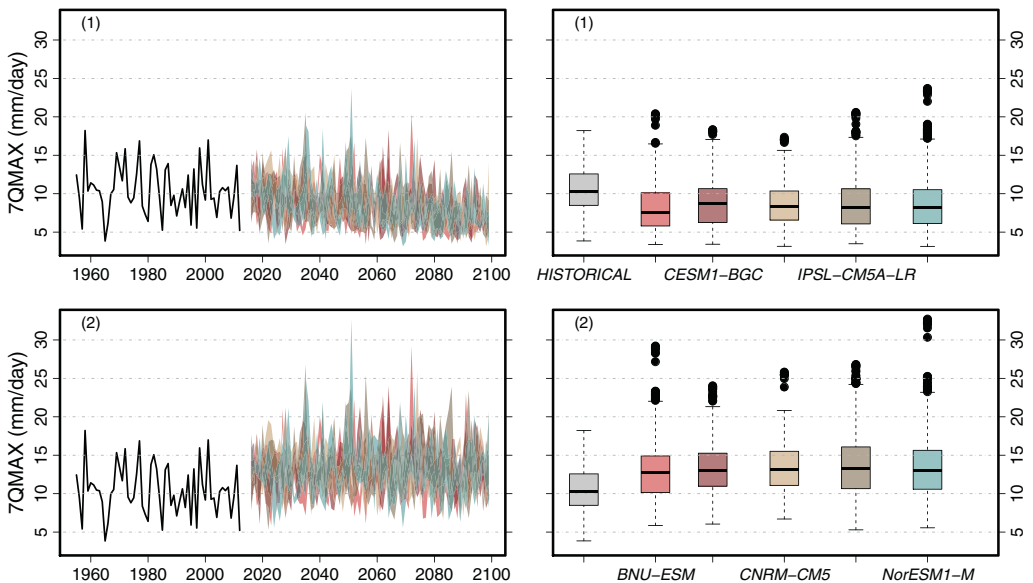 (1)
7QMAX (mm/day)
5 10 15 20 25 30
1960 1980 2000 2020 2040 2060 2080 2100
(1)
5 10 15 20 25 30
HISTORICAL CESM1−BGC IPSL−CM5A−LR
(2)
7QMAX (mm/day)
5 10 15 20 25 30
1960 1980 2000 2020 2040 2060 2080 2100
(2)
5 10 15 20 25 30
BNU−ESM CNRM−CM5 NorESM1−M